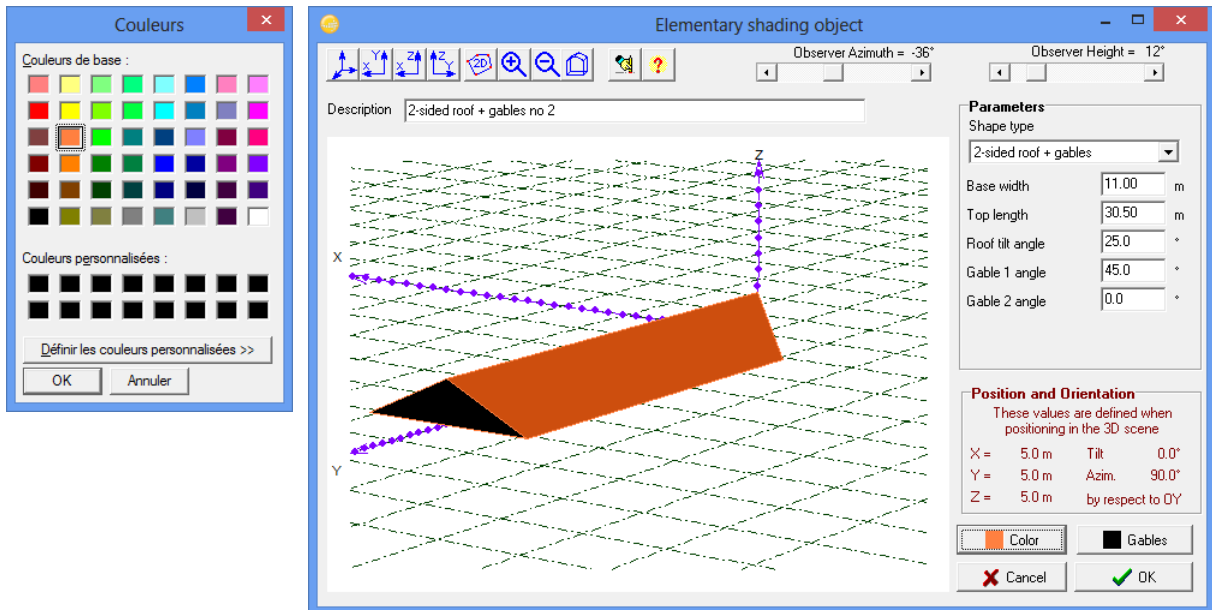 Couleurs
Couleurs de base :
Couleurs personnalisées :
Définir les couleurs personnalisées >>
OK Annuler
Elementary shading object
Observer Azimuth = -36°
Observer Height = 12°
2D
Description 2-sided roof + gables no 2
Z
X
Y
Parameters
Shape type
2-sided roof + gables
Base width 11.00 m
Top length 30.50 m
Roof tilt angle 25.0 °
Gable 1 angle 45.0 °
Gable 2 angle 0.0 °
Position and Orientation
These values are defined when
positioning in the 3D scene
X = 5.0 m Tilt 0.0°
Y = 5.0 m Azim. 90.0°
Z = 5.0 m by respect to OY
Color Gables
Cancel OK